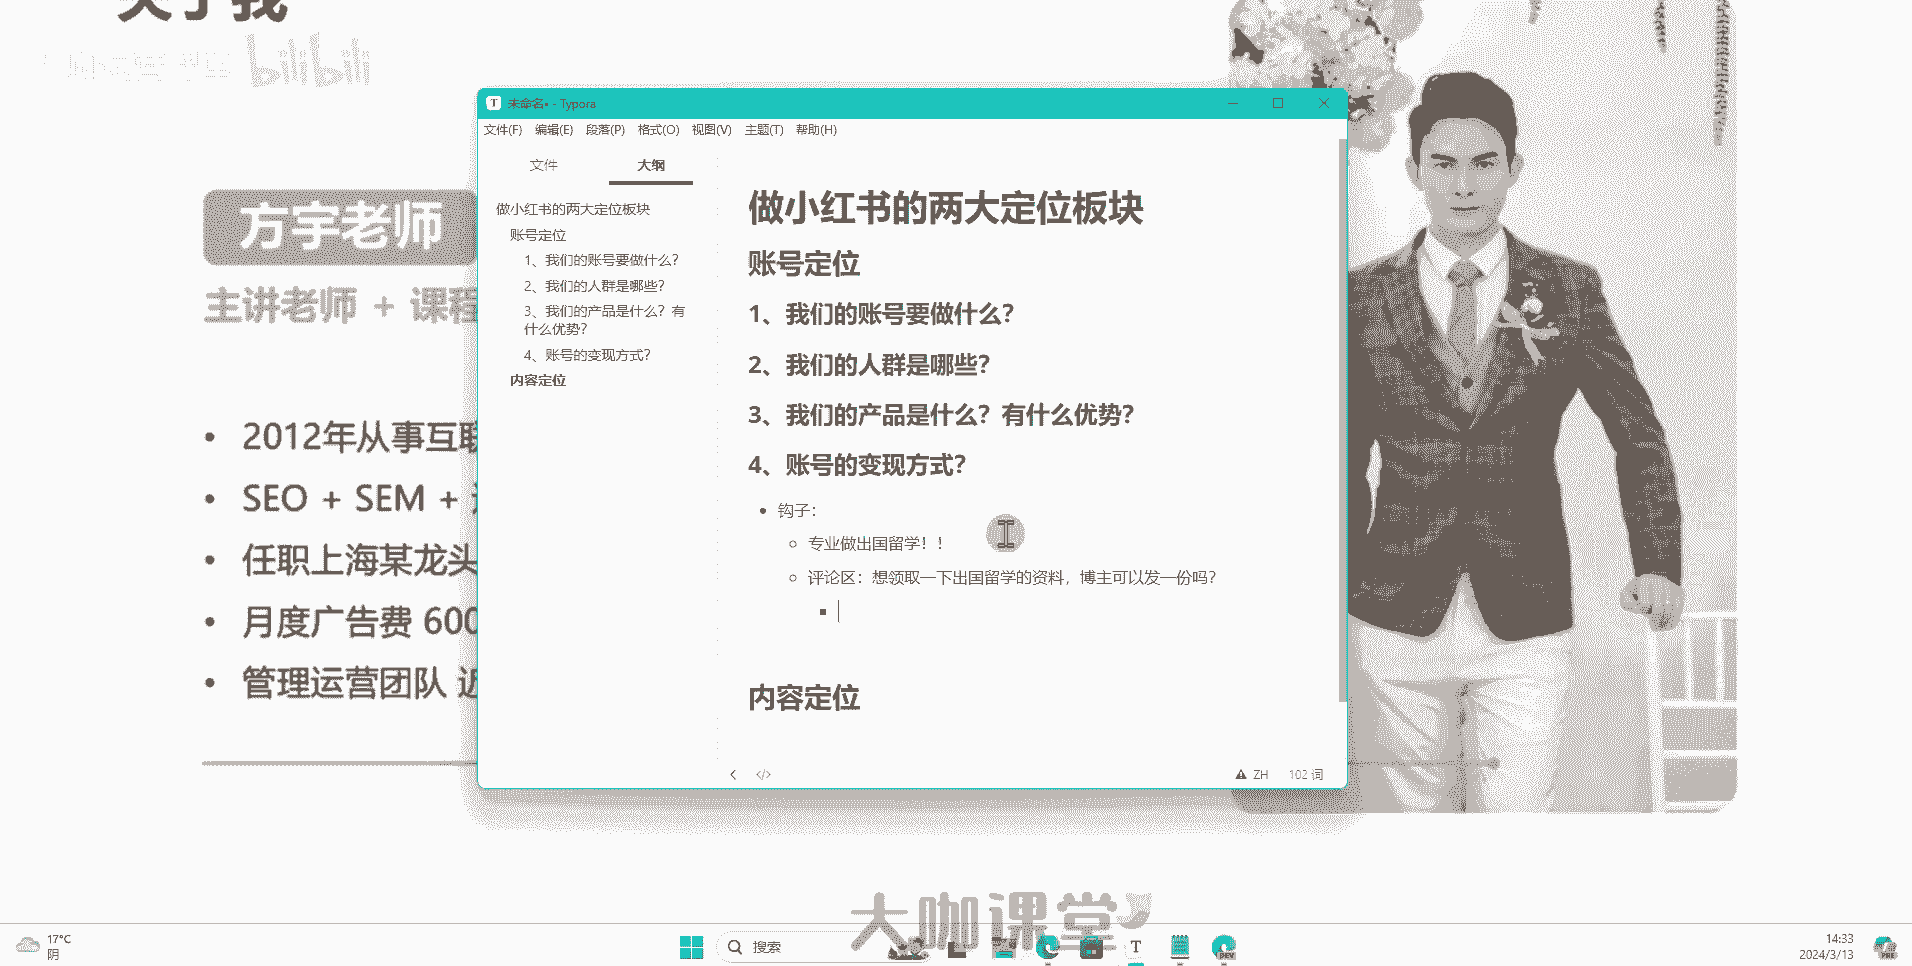 关于我
bilibili
方宇老师
主讲老师 + 课程
• 2012年从事互联
• SEO + SEM +
• 任职上海某龙头
• 月度广告费 600
• 管理运营团队 近
未命名• - Typora
文件(F) 编辑(E) 段落(P) 格式(O) 视图(V) 主题(T) 帮助(H)
文件 大纲
做小红书的两大定位板块
账号定位
1、我们的账号要做什么？
2、我们的人群是哪些？
3、我们的产品是什么？有
什么优势？
4、账号的变现方式？
内容定位
做小红书的两大定位板块
账号定位
1、我们的账号要做什么？
2、我们的人群是哪些？
3、我们的产品是什么？有什么优势？
4、账号的变现方式？
钩子：
专业做出国留学！！
评论区：想领取一下出国留学的资料，博主可以发一份吗？
内容定位
ZH 102 词
大咖课堂
17°C
阴
搜索
14:33
2024/3/13